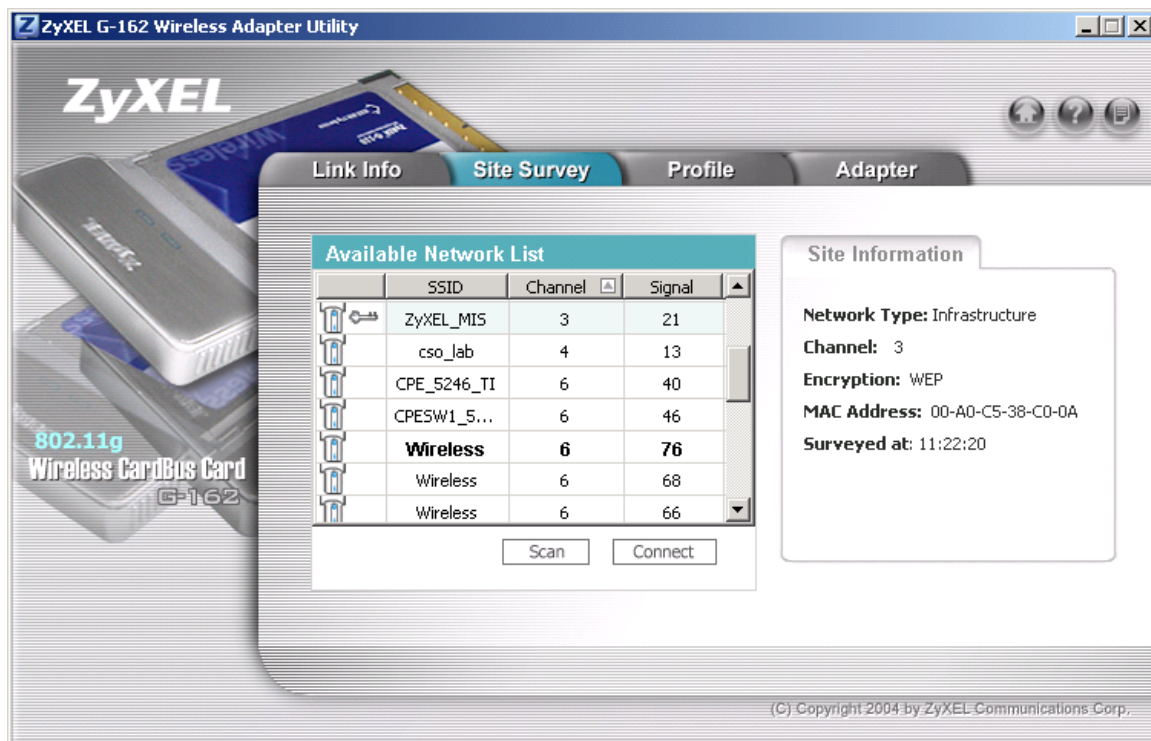 ZyXEL G-162 Wireless Adapter Utility
ZyXEL
Link Info Site Survey Profile Adapter
Available Network List
SSID Channel Signal
ZyXEL_MIS 3 21
cso_lab 4 13
CPE_5246_TI 6 40
CPESW1_5... 6 46
Wireless 6 76
Wireless 6 68
Wireless 6 66
Scan Connect
Site Information
Network Type: Infrastructure
Channel: 3
Encryption: WEP
MAC Address: 00-A0-C5-38-C0-0A
Surveyed at: 11:22:20
Wireless
ZyXEL
802.11g
Wireless CardBus Card
G-162
(C) Copyright 2004 by ZyXEL Communications Corp.